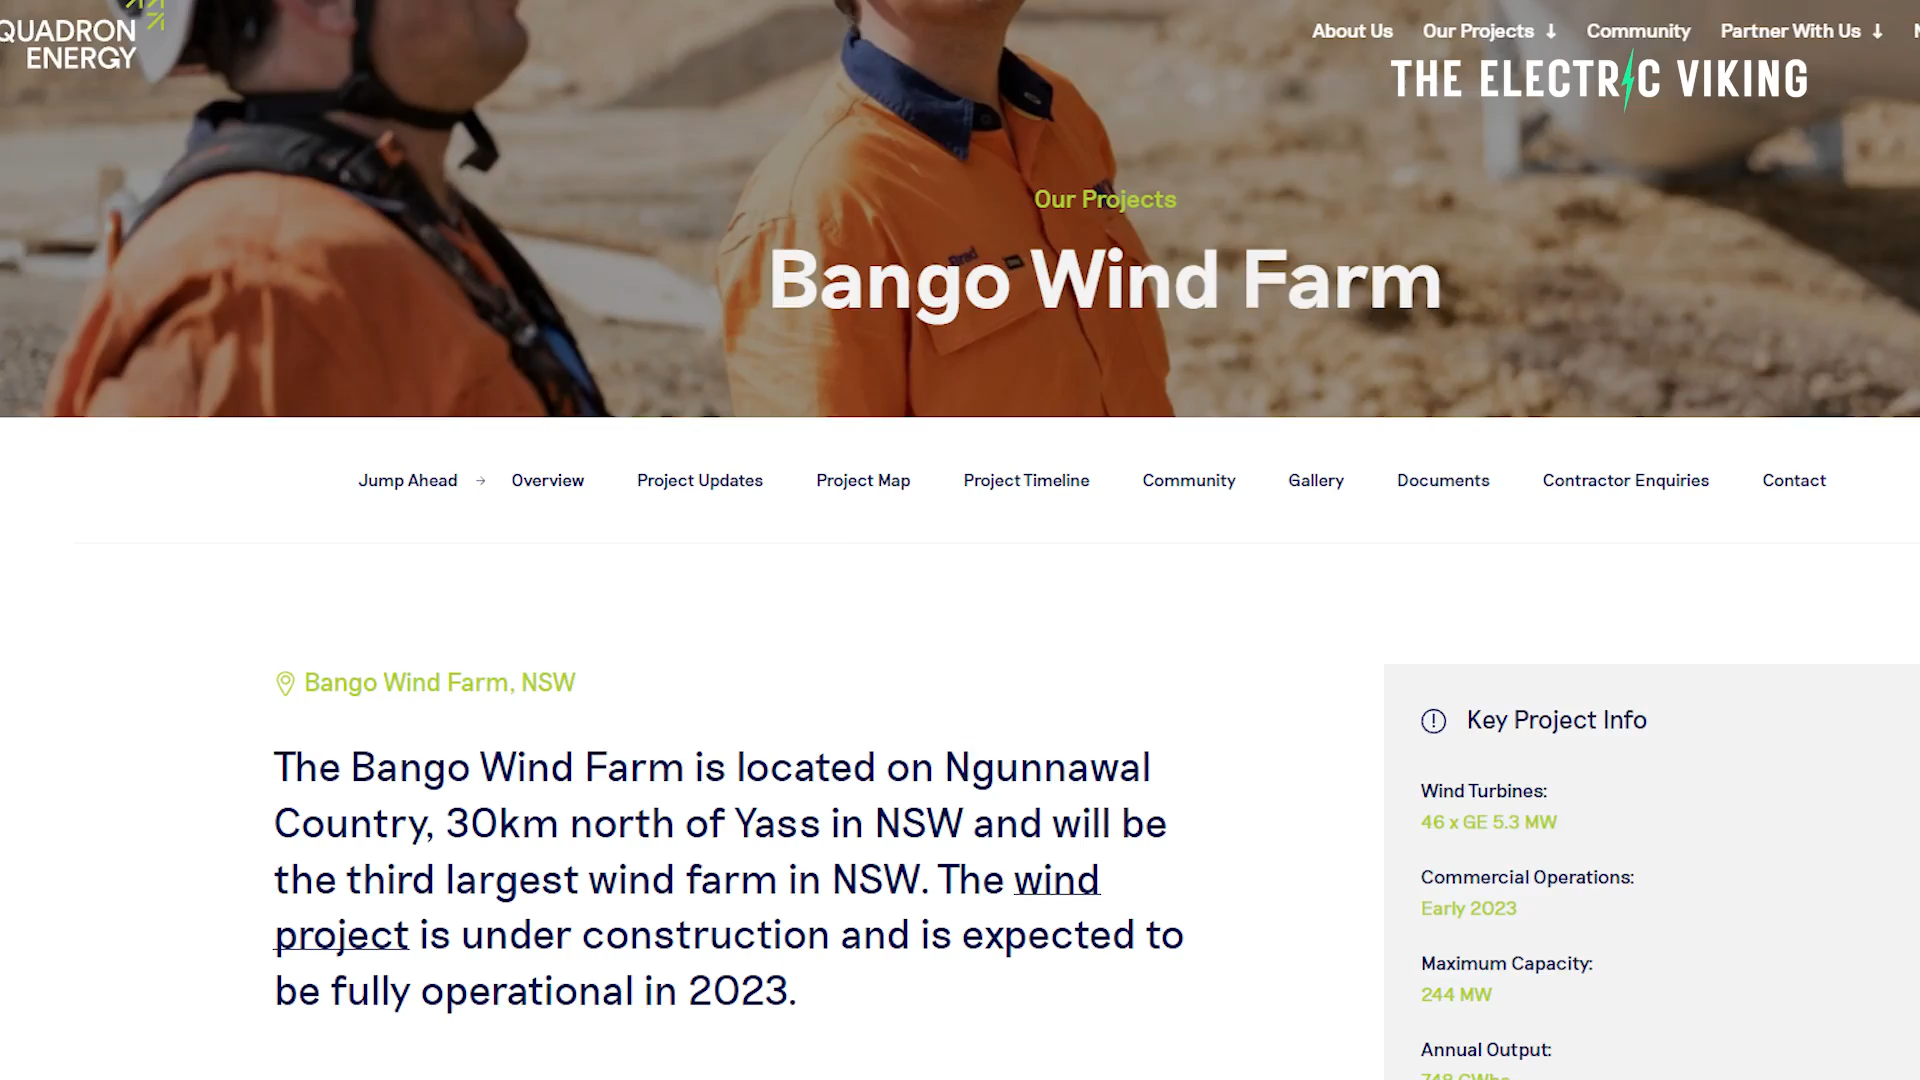 QUADRON
ENERGY
About Us
Our Projects
Community
Partner With Us
THE ELECTRIC VIKING
Our Projects
Brad
Bango Wind Farm
Jump Ahead
Overview
Project Updates
Project Map
Project Timeline
Community
Gallery
Documents
Contractor Enquiries
Contact
Bango Wind Farm, NSW
The Bango Wind Farm is located on Ngunnawal
Country, 30km north of Yass in NSW and will be
the third largest wind farm in NSW. The wind
project is under construction and is expected to
be fully operational in 2023.
Key Project Info
Wind Turbines:
46 x GE 5.3 MW
Commercial Operations:
Early 2023
Maximum Capacity:
244 MW
Annual Output: